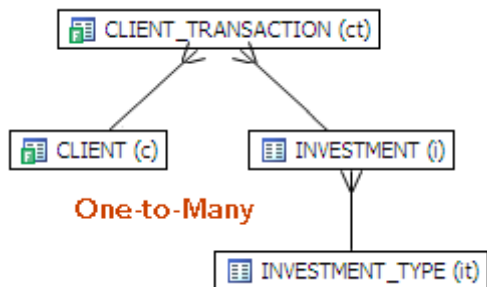 CLIENT_TRANSACTION (ct)
CLIENT (c)
INVESTMENT (i)
One-to-Many
INVESTMENT_TYPE (it)